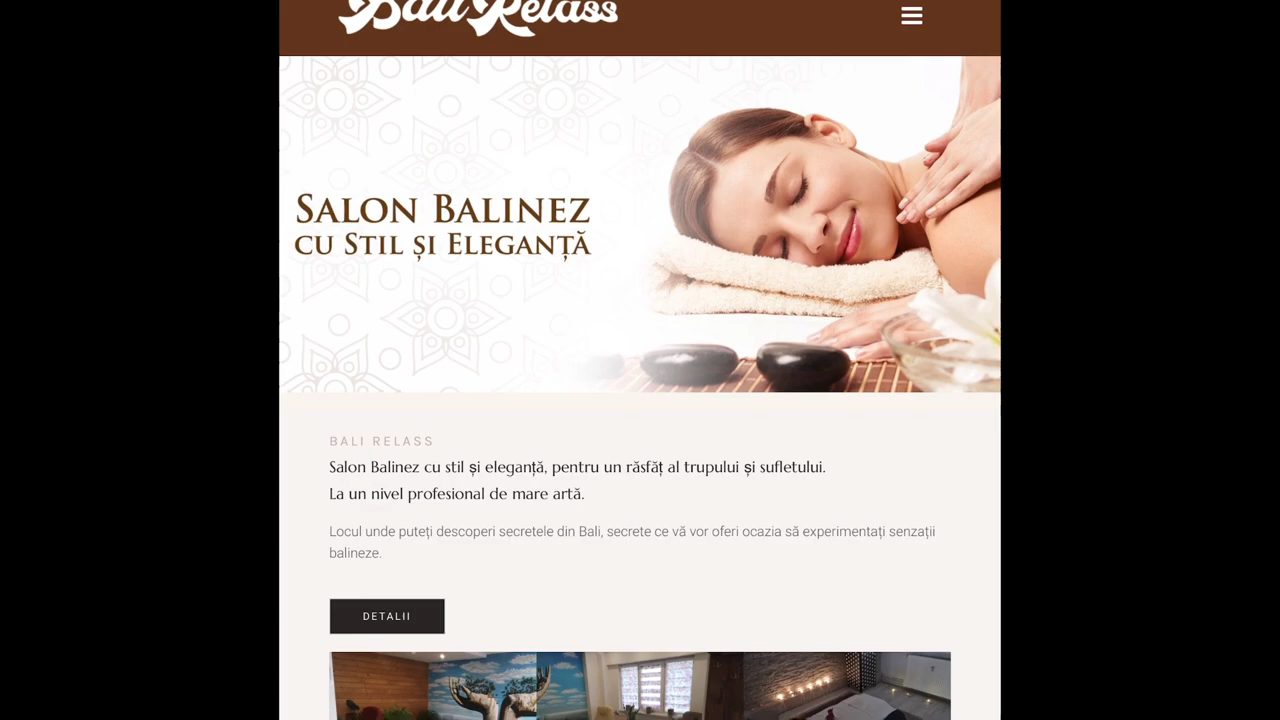 Bali Relass
SALON BALINEZ
CU STIL ȘI ELEGANȚĂ
BALI RELASS
Salon Balinez cu stil și eleganță, pentru un răsfăț al trupului și sufletului.
La un nivel profesional de mare artă.
Locul unde puteți descoperi secretele din Bali, secrete ce vă vor oferi ocazia să experimentați senzații
balineze.
DETALII